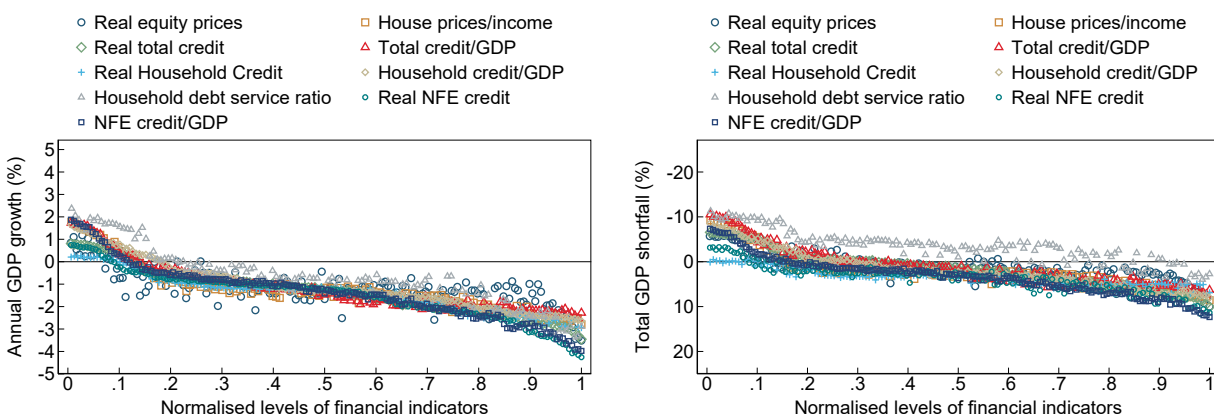 Real equity prices
House prices/income
Real total credit
Total credit/GDP
Real Household Credit
Household credit/GDP
Household debt service ratio
Real NFE credit
NFE credit/GDP
Annual GDP growth (%)
5
4
3
2
1
0
-1
-2
-3
-4
-5
0 .1 .2 .3 .4 .5 .6 .7 .8 .9 1
Normalised levels of financial indicators
Real equity prices
House prices/income
Real total credit
Total credit/GDP
Real Household Credit
Household credit/GDP
Household debt service ratio
Real NFE credit
NFE credit/GDP
Total GDP shortfall (%)
-20
-10
0
10
20
0 .1 .2 .3 .4 .5 .6 .7 .8 .9 1
Normalised levels of financial indicators